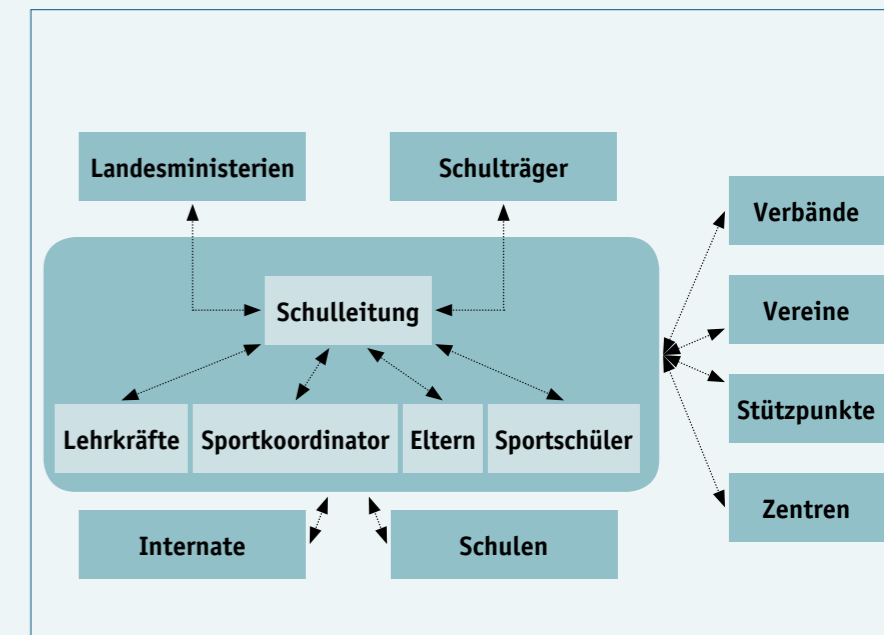 Landesministerien
Schulträger
Verbände
Schulleitung
Vereine
Stützpunkte
Lehrkräfte
Sportkoordinator
Eltern
Sportschüler
Zentren
Internate
Schulen